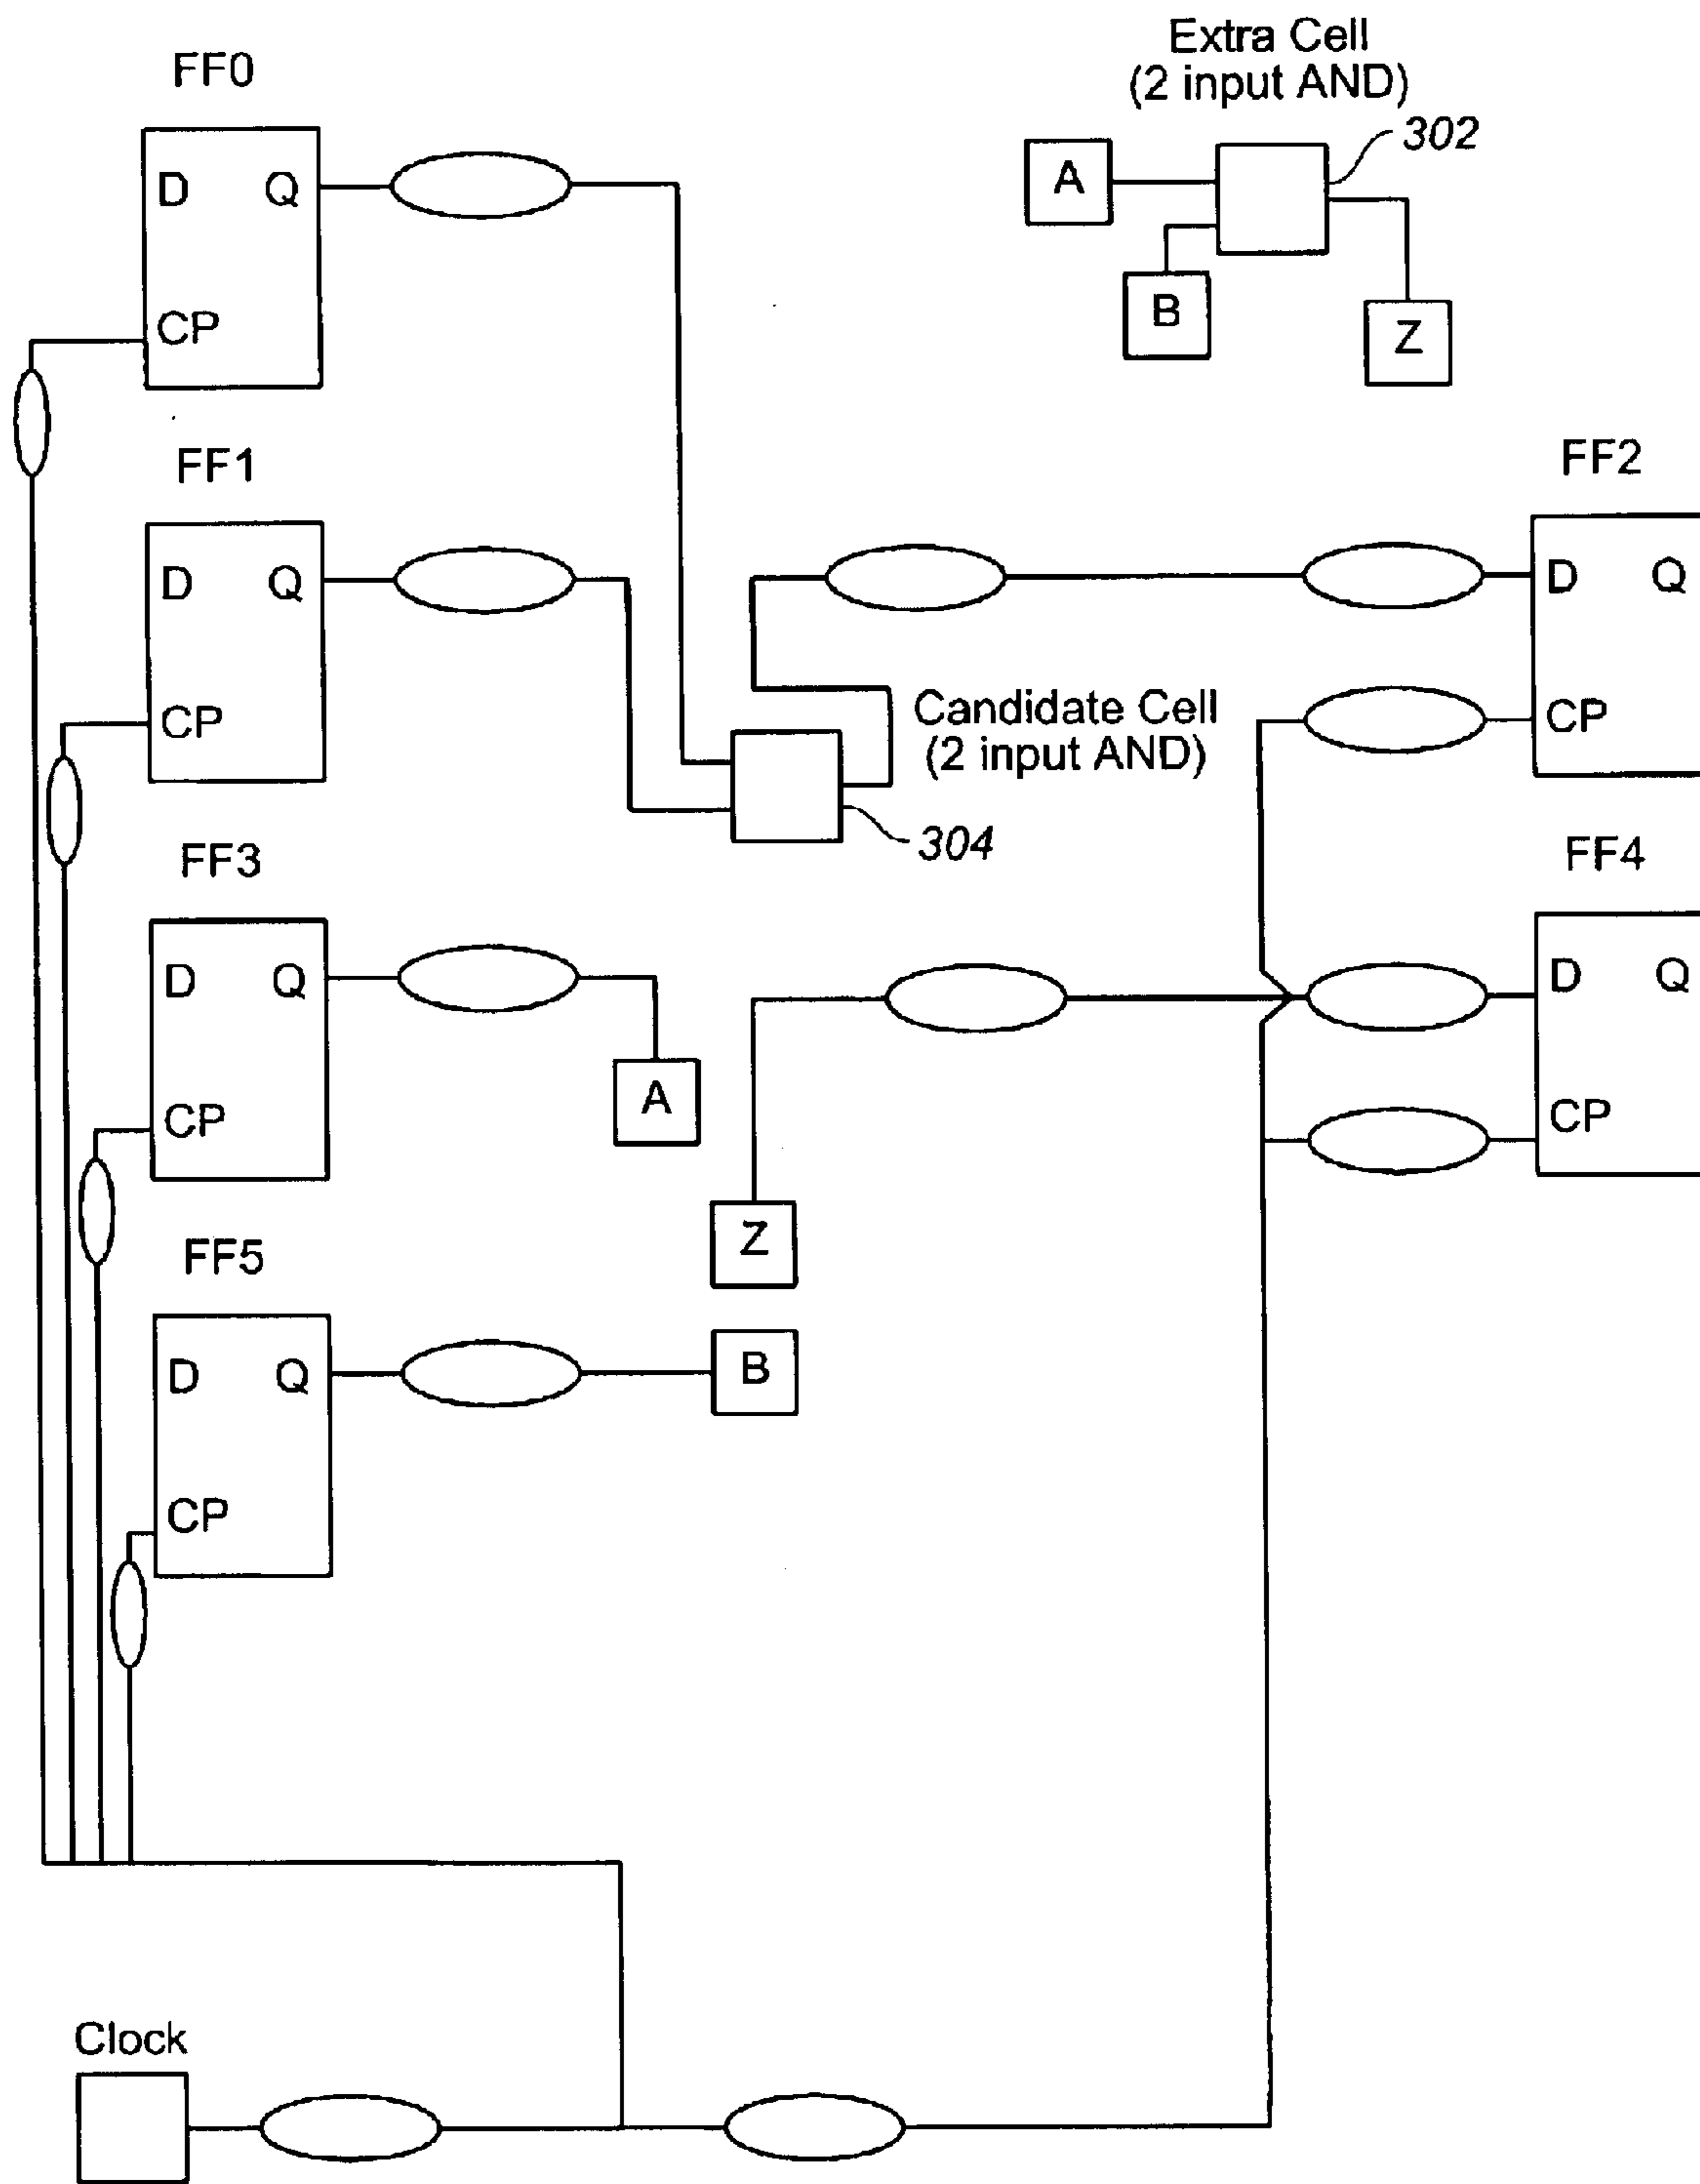 Extra Cell
(2 input AND)
302
A
B
Z
FF0
D Q
CP
FF1
D Q
CP
FF2
D Q
CP
Candidate Cell
(2 input AND)
304
FF3
D Q
CP
A
FF4
D Q
CP
Z
FF5
D Q
CP
B
Clock